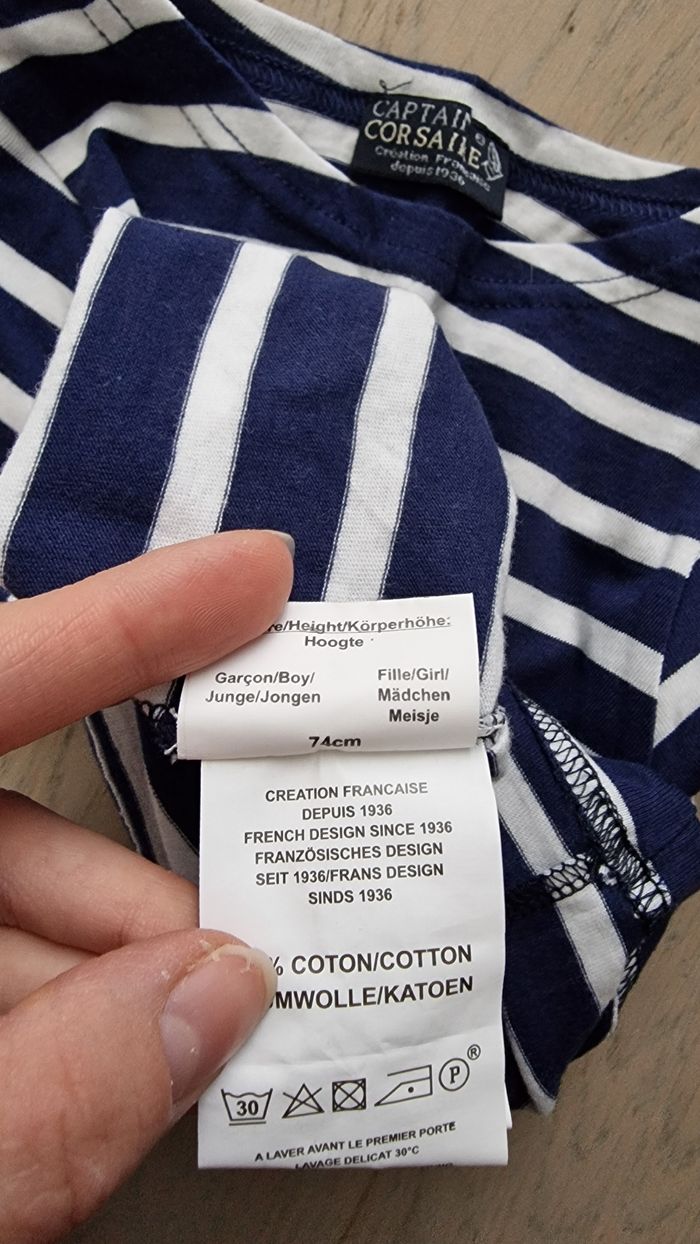 CAPTAIN
CORSAIRE
Création Française
depuis 1936
re/Height/Körperhöhe:
Hoogte
Garçon/Boy/
Junge/Jongen
Fille/Girl/
Mädchen
Meisje
74cm
CREATION FRANCAISE
DEPUIS 1936
FRENCH DESIGN SINCE 1936
FRANZÖSISCHES DESIGN
SEIT 1936/FRANS DESIGN
SINDS 1936
% COTON/COTTON
MWOLLE/KATOEN
30
P
®
A LAVER AVANT LE PREMIER PORTE
LAVAGE DELICAT 30°C